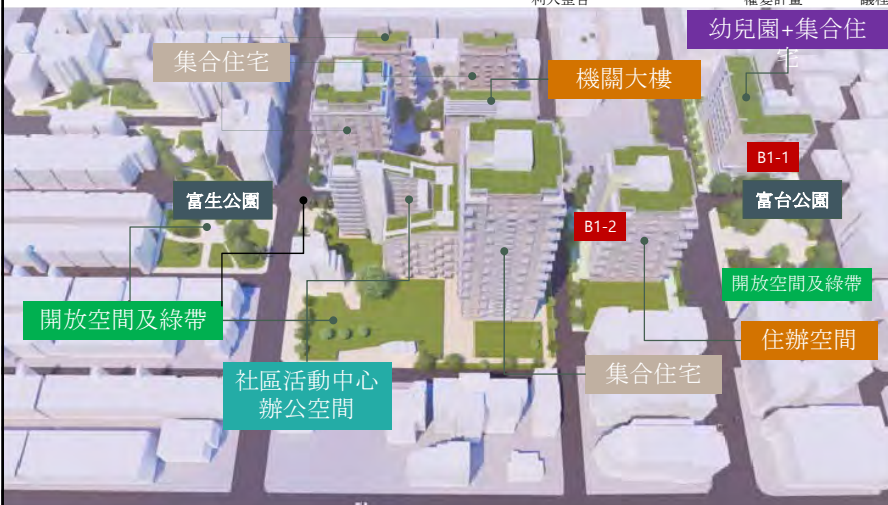 幼兒園+集合住
宅
集合住宅
機關大樓
B1-1
富生公園
富台公園
B1-2
開放空間及綠帶
開放空間及綠帶
住辦空間
社區活動中心
辦公空間
集合住宅